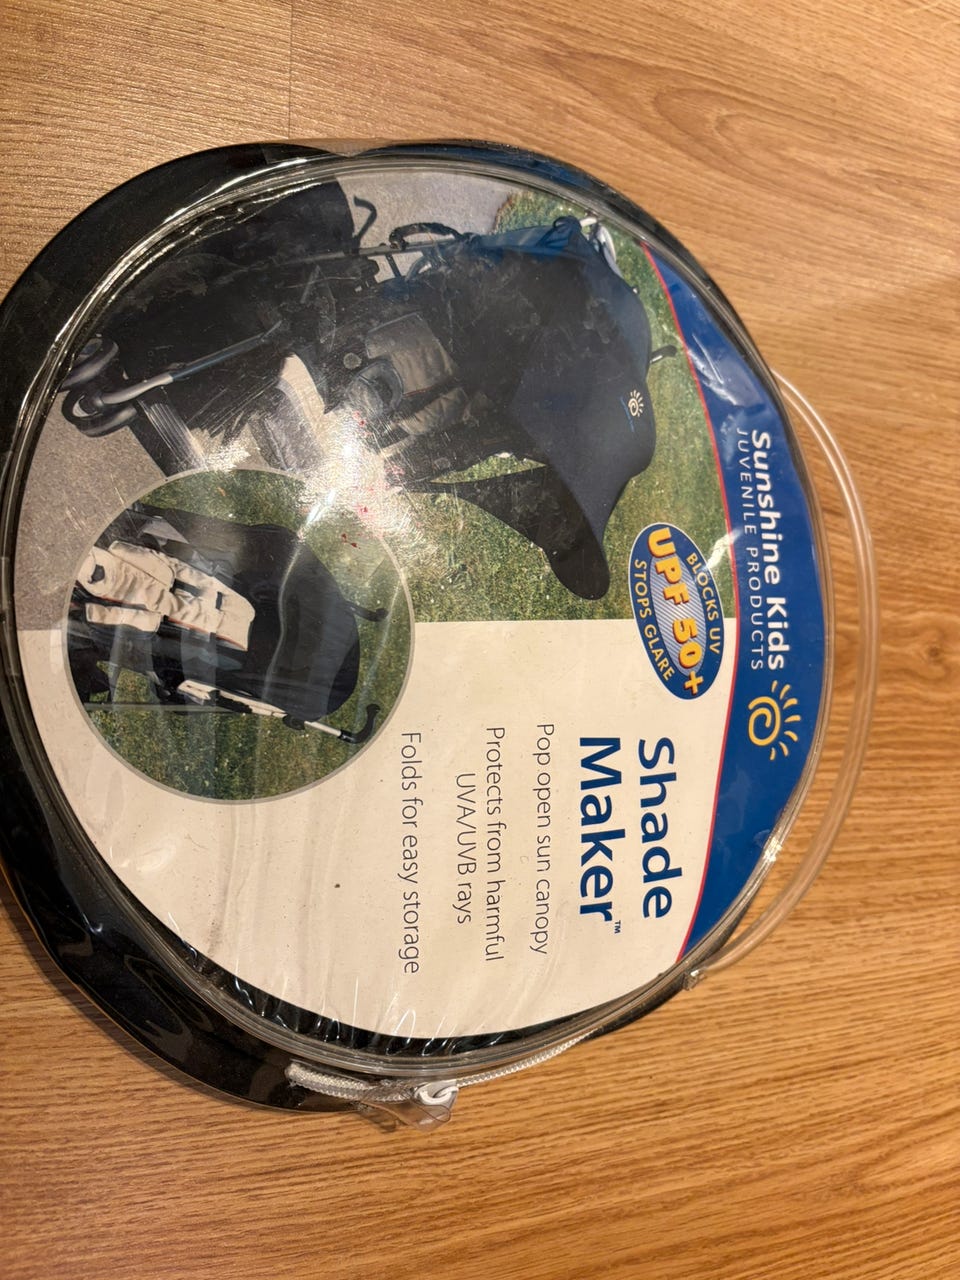 Sunshine Kids
JUVENILE PRODUCTS
BLOCKS UV
UPF 50+
STOPS GLARE
Shade
Maker™
Pop open sun canopy
Protects from harmful
UVA/UVB rays
Folds for easy storage